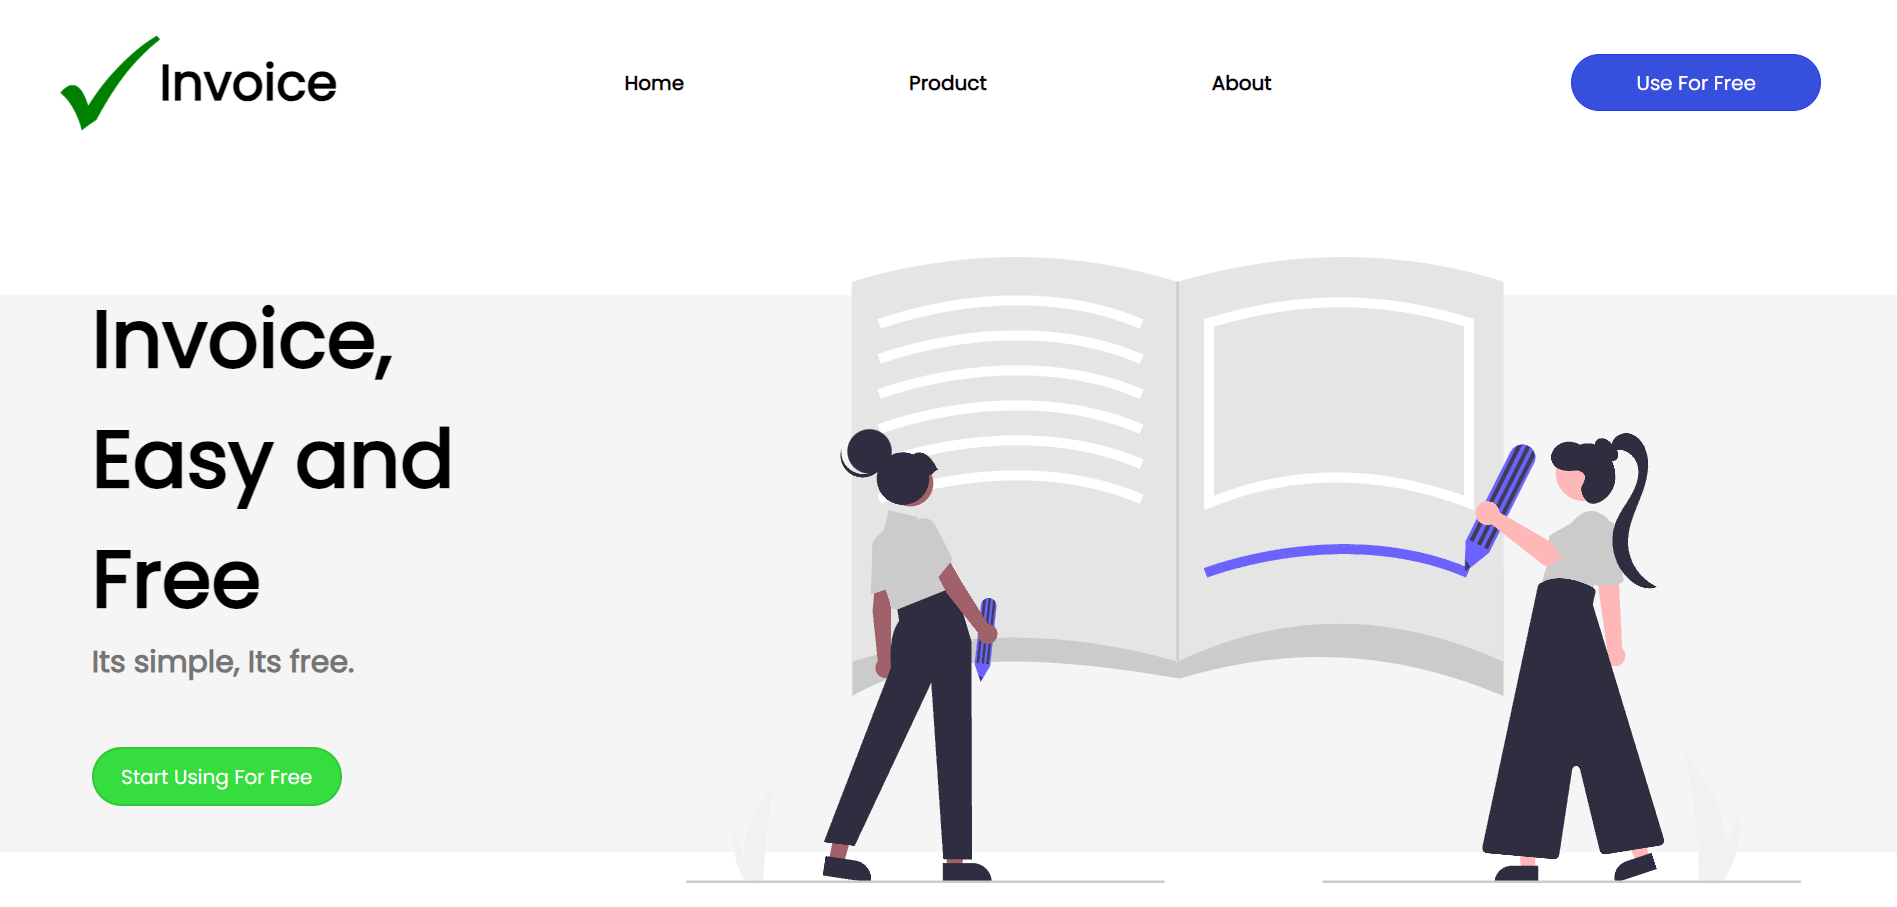 Invoice
Home
Product
About
Use For Free
Invoice,
Easy and
Free
Its simple, Its free.
Start Using For Free